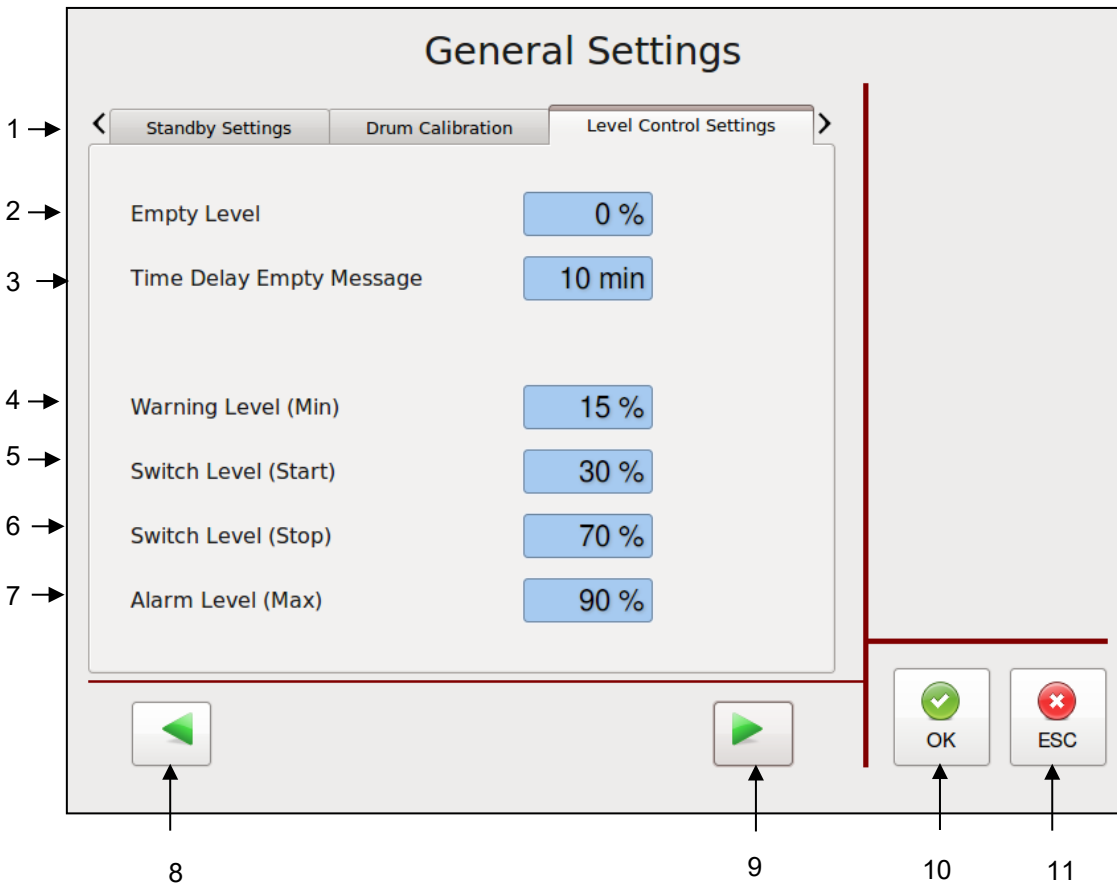 General Settings
1 Standby Settings Drum Calibration Level Control Settings
2 Empty Level 0 %
3 Time Delay Empty Message 10 min
4 Warning Level (Min) 15 %
5 Switch Level (Start) 30 %
6 Switch Level (Stop) 70 %
7 Alarm Level (Max) 90 %
OK ESC
8 9 10 11